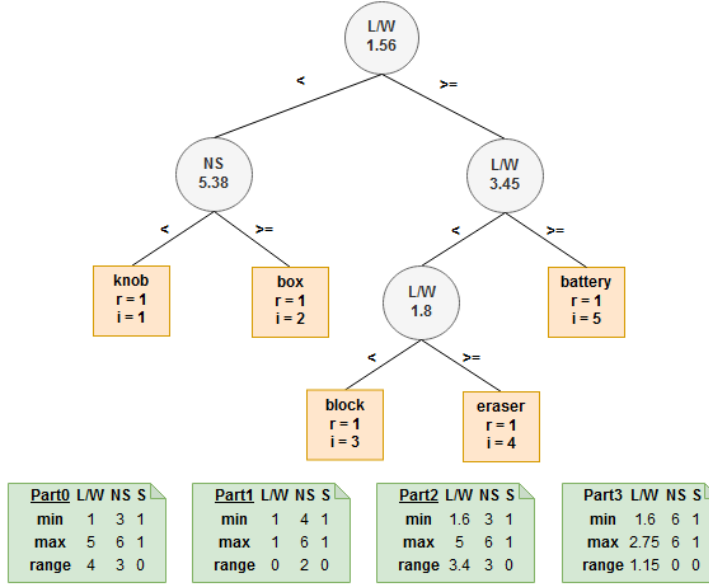 L/W
1.56
<
>=
NS
5.38
L/W
3.45
<
>=
<
>=
knob
r = 1
i = 1
box
r = 1
i = 2
L/W
1.8
battery
r = 1
i = 5
<
>=
block
r = 1
i = 3
eraser
r = 1
i = 4
Part0 L/W NS S
min 1 3 1
max 5 6 1
range 4 3 0
Part1 L/W NS S
min 1 4 1
max 1 6 1
range 0 2 0
Part2 L/W NS S
min 1.6 3 1
max 5 6 1
range 3.4 3 0
Part3 L/W NS S
min 1.6 6 1
max 2.75 6 1
range 1.15 0 0